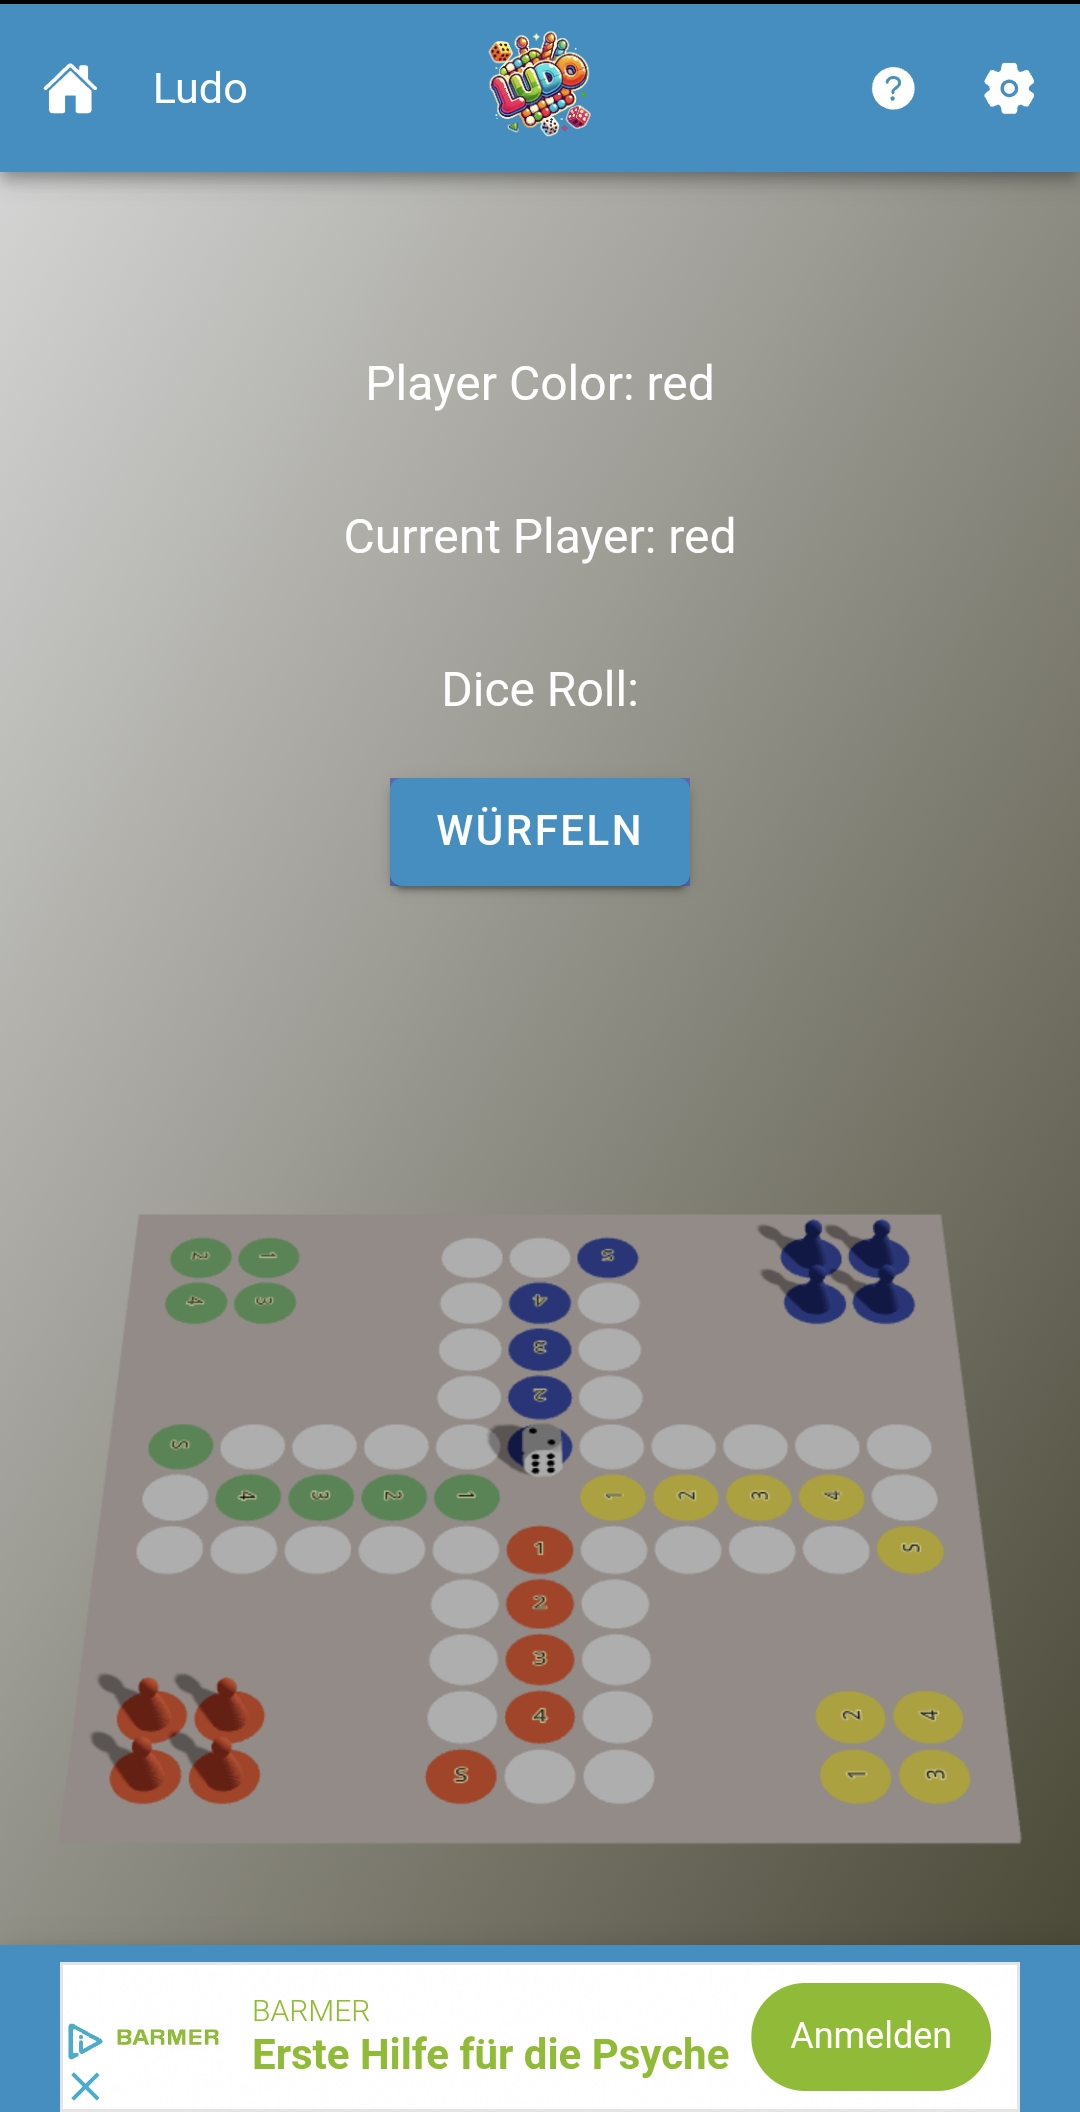 Ludo
LUDO
Player Color: red
Current Player: red
Dice Roll:
WÜRFELN
2 1
4 3
S
4
3
2
S
4 3 2 1 1 2 3 4
1 S
2
3
4 2 4
S 1 3
BARMER
BARMER
Erste Hilfe für die Psyche
Anmelden